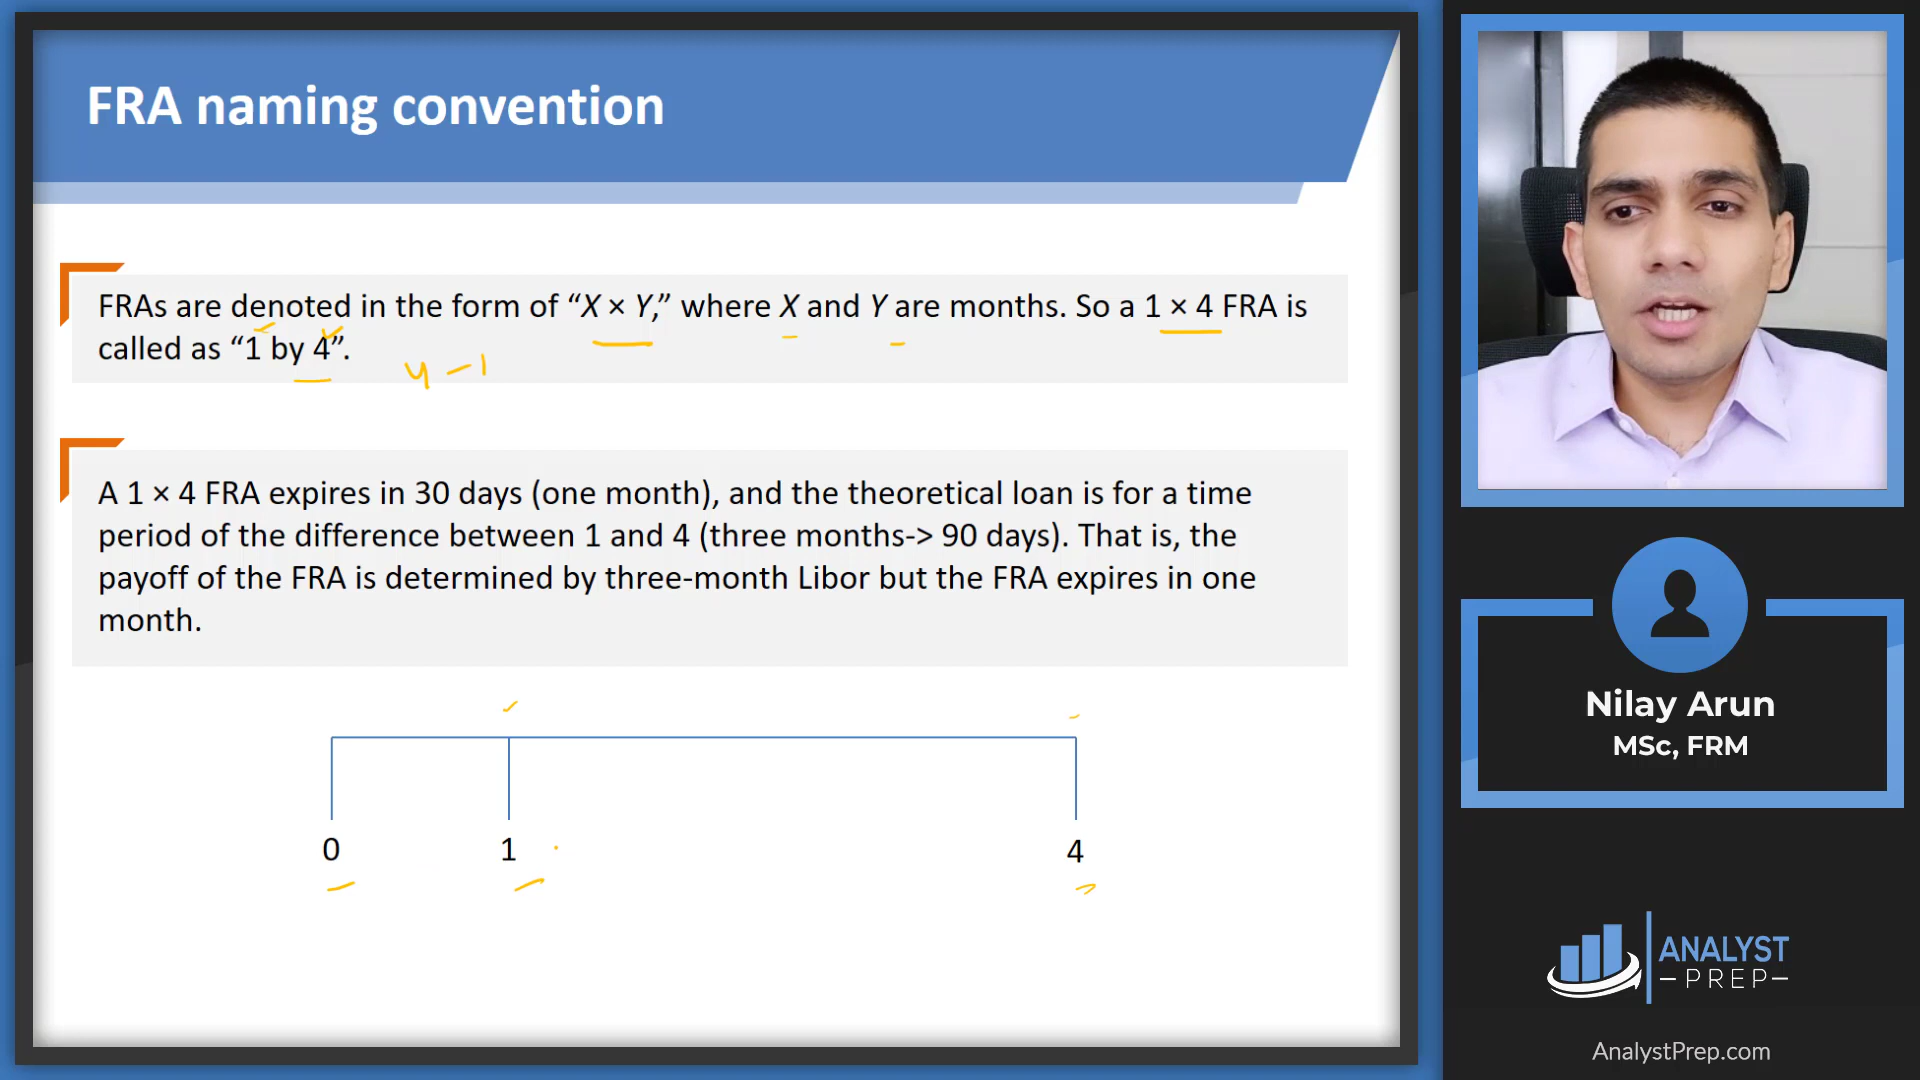 FRA naming convention
FRAs are denoted in the form of “X × Y,” where X and Y are months. So a 1 × 4 FRA is
called as “1 by 4”.
4 – 1
A 1 × 4 FRA expires in 30 days (one month), and the theoretical loan is for a time
period of the difference between 1 and 4 (three months-> 90 days). That is, the
payoff of the FRA is determined by three-month Libor but the FRA expires in one
month.
0 1 4
Nilay Arun
MSc, FRM
ANALYST
PREP
AnalystPrep.com